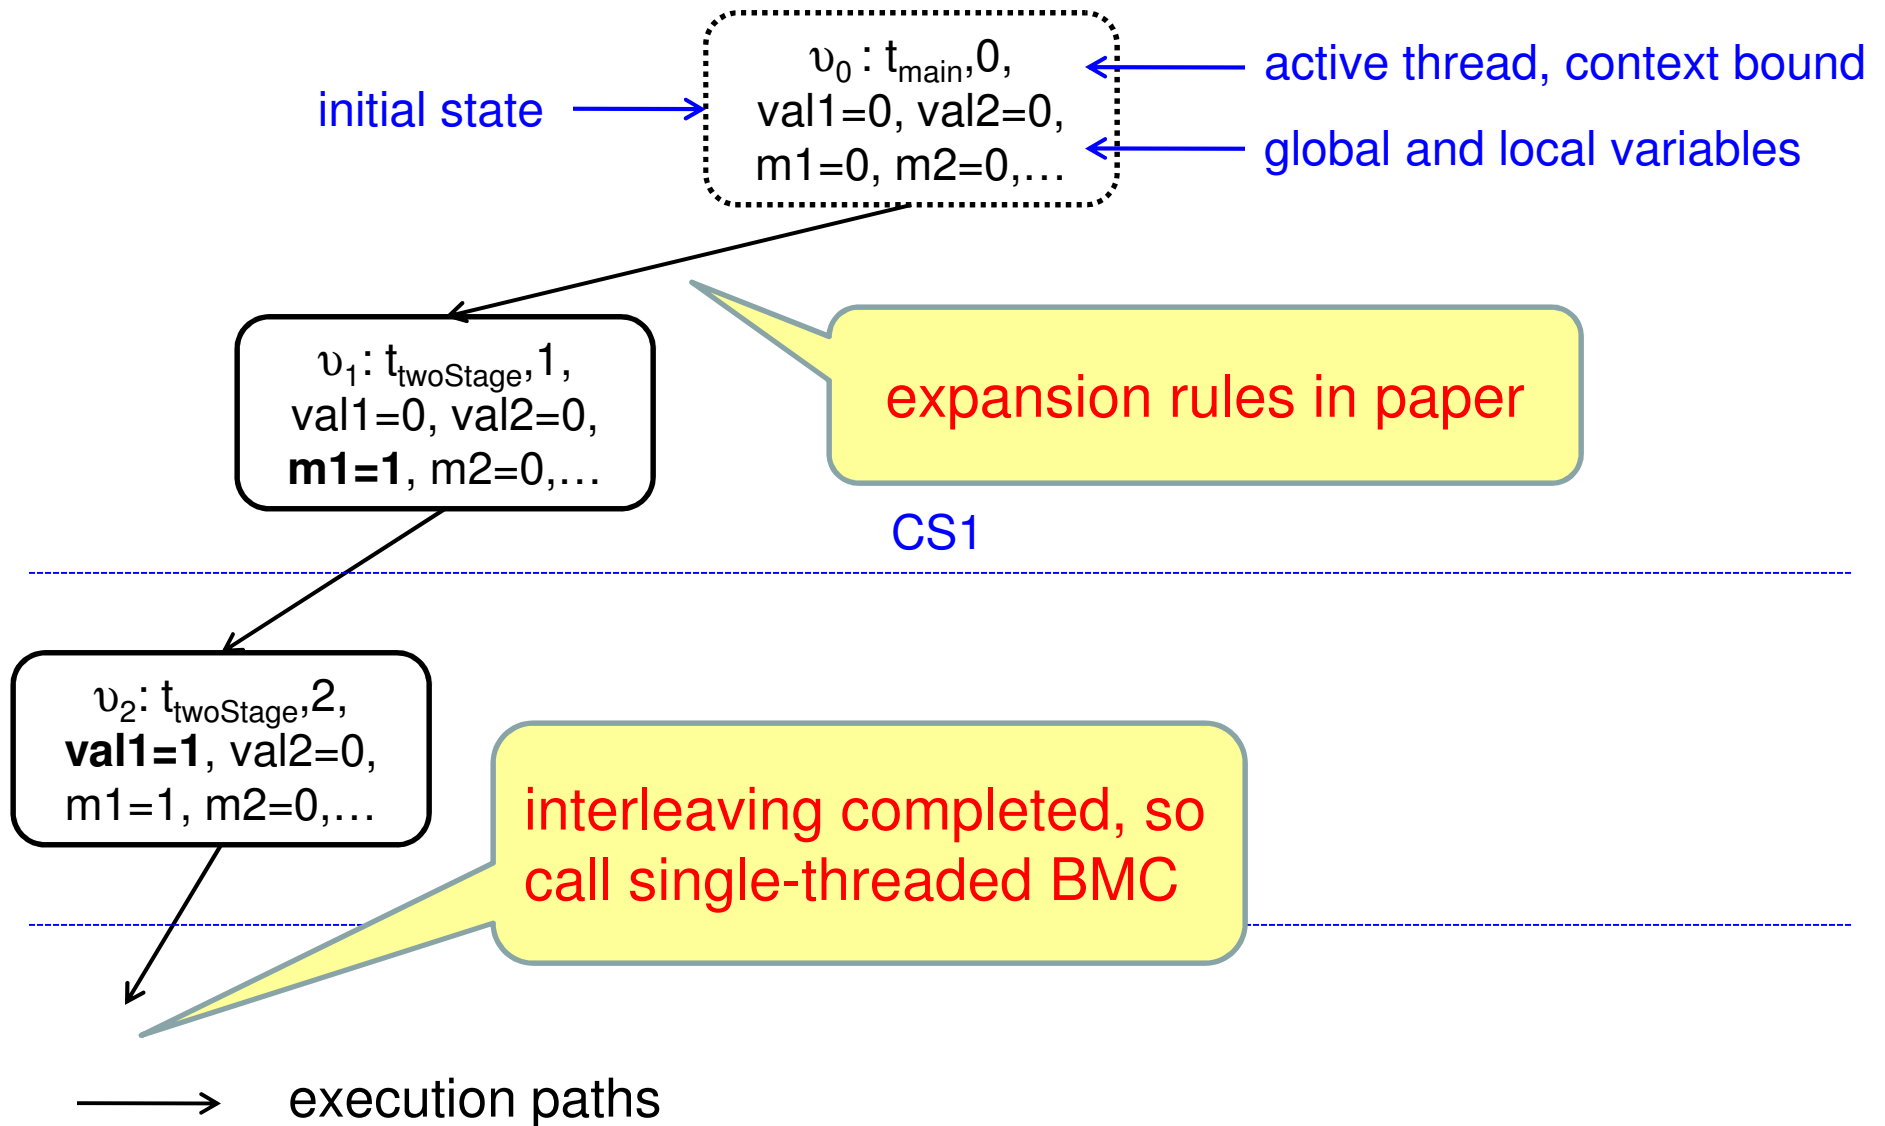 υ0 : tmain,0,
val1=0, val2=0,
m1=0, m2=0,…
initial state
active thread, context bound
global and local variables
υ1: ttwoStage,1,
val1=0, val2=0,
m1=1, m2=0,…
expansion rules in paper
CS1
υ2: ttwoStage,2,
val1=1, val2=0,
m1=1, m2=0,…
interleaving completed, so
call single-threaded BMC
execution paths